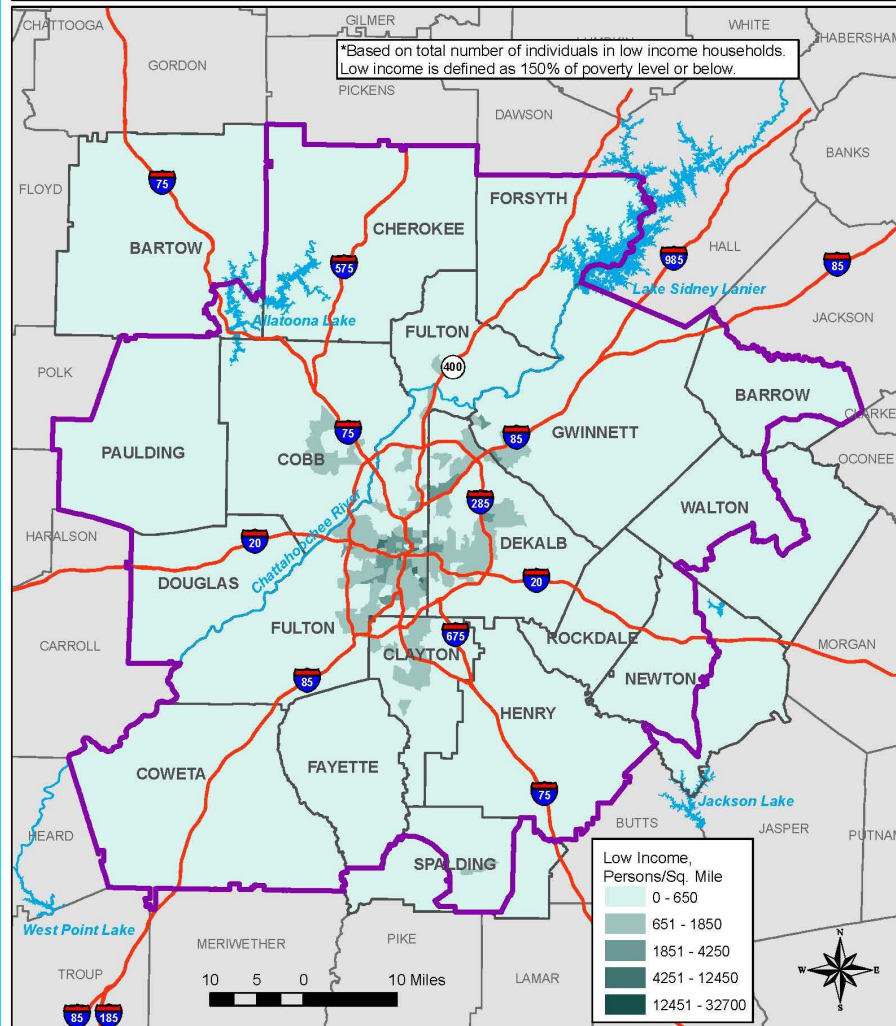 CHATTOOGA
GILMER
WHITE
HABERSHAM
GORDON
*Based on total number of individuals in low income households.
Low income is defined as 150% of poverty level or below.
PICKENS
DAWSON
BANKS
FLOYD
75
FORSYTH
CHEROKEE
BARTOW
HALL
575
985
85
Lake Sidney Lanier
Allatoona Lake
JACKSON
FULTON
POLK
400
BARROW
CLARKE
75
85
GWINNETT
PAULDING
COBB
OCONEE
285
WALTON
Chattahoochee River
HARALSON
20
DEKALB
DOUGLAS
20
FULTON
675
ROCKDALE
CARROLL
CLAYTON
MORGAN
85
NEWTON
HENRY
COWETA
FAYETTE
75
Jackson Lake
HEARD
BUTTS
JASPER
PUTNAM
SPALDING
Low Income,
Persons/Sq. Mile
0 - 650
651 - 1850
1851 - 4250
4251 - 12450
12451 - 32700
West Point Lake
MERIWETHER
PIKE
LAMAR
TROUP
10 5 0 10 Miles
N
W E
S
85 185